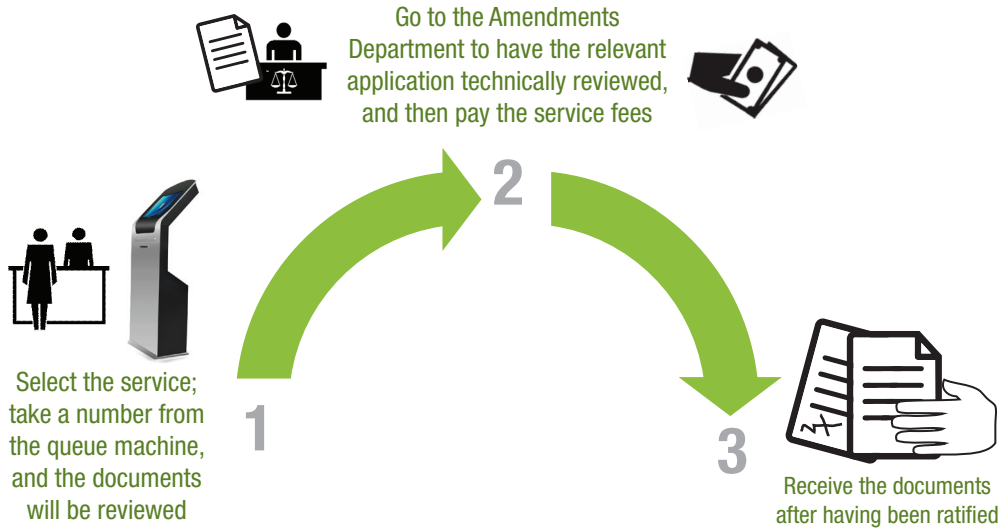 Go to the Amendments
Department to have the relevant
application technically reviewed,
and then pay the service fees
2
Select the service;
take a number from
the queue machine,
and the documents
will be reviewed
1
3
Receive the documents
after having been ratified